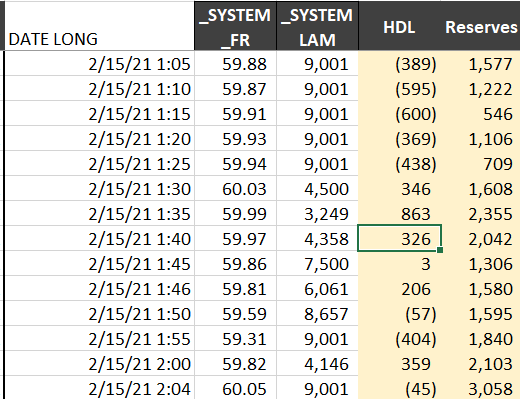 DATE LONG _SYSTEM _FR _SYSTEM LAM HDL Reserves
2/15/21 1:05 59.88 9,001 (389) 1,577
2/15/21 1:10 59.87 9,001 (595) 1,222
2/15/21 1:15 59.91 9,001 (600) 546
2/15/21 1:20 59.93 9,001 (369) 1,106
2/15/21 1:25 59.94 9,001 (438) 709
2/15/21 1:30 60.03 4,500 346 1,608
2/15/21 1:35 59.99 3,249 863 2,355
2/15/21 1:40 59.97 4,358 326 2,042
2/15/21 1:45 59.86 7,500 3 1,306
2/15/21 1:46 59.81 6,061 206 1,580
2/15/21 1:50 59.59 8,657 (57) 1,595
2/15/21 1:55 59.31 9,001 (404) 1,840
2/15/21 2:00 59.82 4,146 359 2,103
2/15/21 2:04 60.05 9,001 (45) 3,058